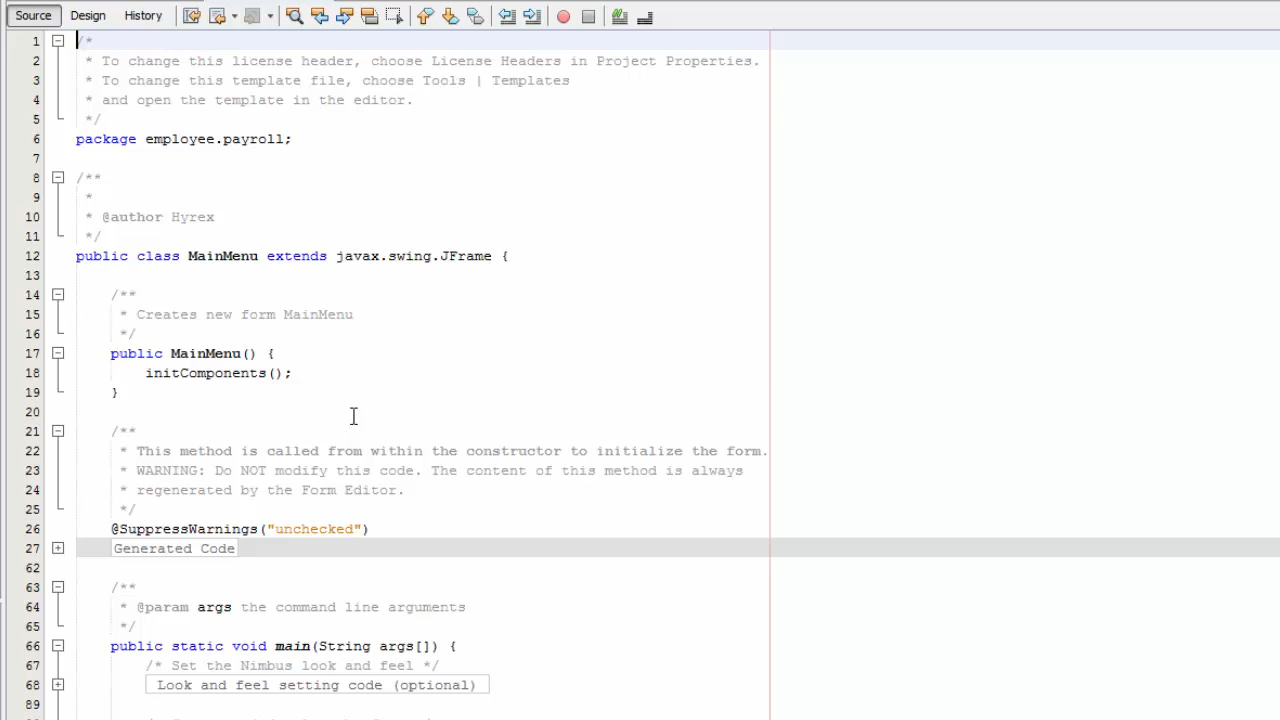 Source Design History
1 /*
2 * To change this license header, choose License Headers in Project Properties.
3 * To change this template file, choose Tools | Templates
4 * and open the template in the editor.
5 */
6 package employee.payroll;
7
8 /**
9 *
10 * @author Hyrex
11 */
12 public class MainMenu extends javax.swing.JFrame {
13
14 /**
15 * Creates new form MainMenu
16 */
17 public MainMenu() {
18 initComponents();
19 }
20
21 /**
22 * This method is called from within the constructor to initialize the form.
23 * WARNING: Do NOT modify this code. The content of this method is always
24 * regenerated by the Form Editor.
25 */
26 @SuppressWarnings("unchecked")
27 Generated Code
62
63 /**
64 * @param args the command line arguments
65 */
66 public static void main(String args[]) {
67 /* Set the Nimbus look and feel */
68 Look and feel setting code (optional)
89